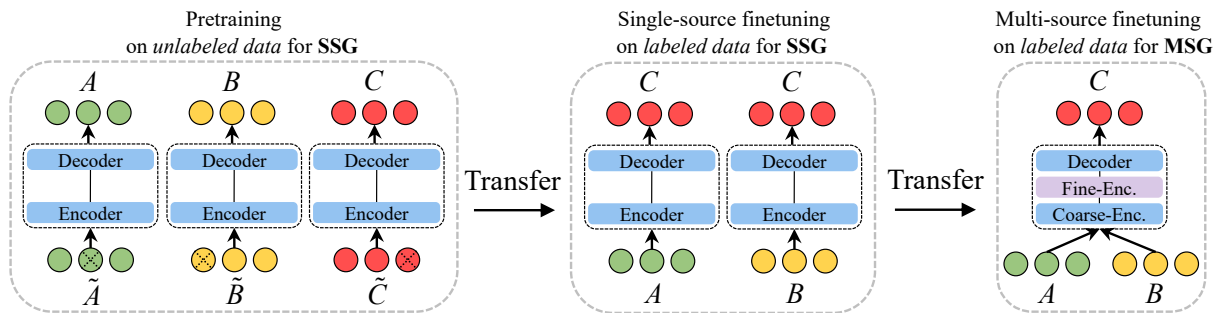 Pretraining
on unlabeled data for SSG
A
B
C
Decoder
Decoder
Decoder
Encoder
Encoder
Encoder
Ã
B̃
C̃
Transfer
Single-source finetuning
on labeled data for SSG
C
C
Decoder
Decoder
Encoder
Encoder
A
B
Transfer
Multi-source finetuning
on labeled data for MSG
C
Decoder
Fine-Enc.
Coarse-Enc.
A
B